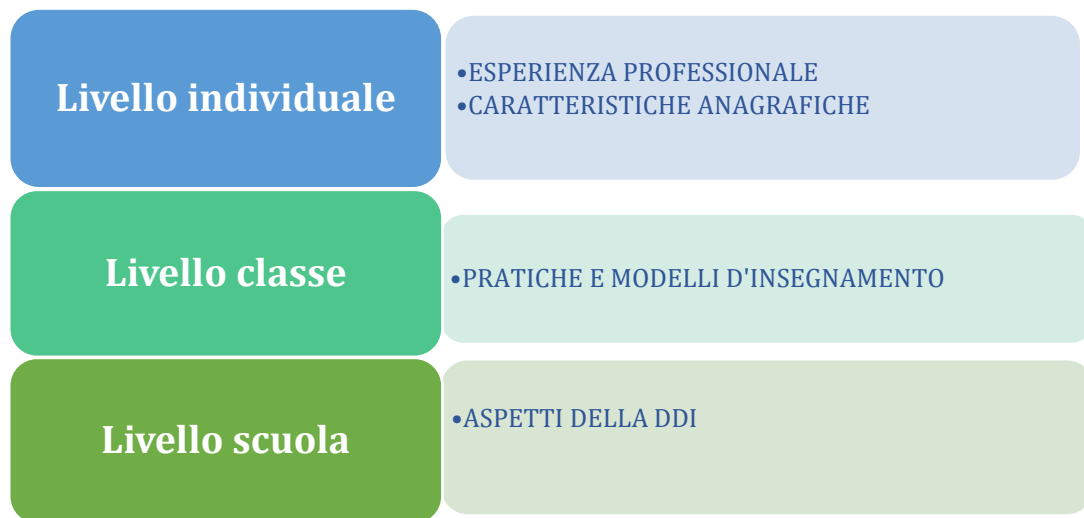 Livello individuale
•ESPERIENZA PROFESSIONALE
•CARATTERISTICHE ANAGRAFICHE
Livello classe
•PRATICHE E MODELLI D'INSEGNAMENTO
Livello scuola
•ASPETTI DELLA DDI